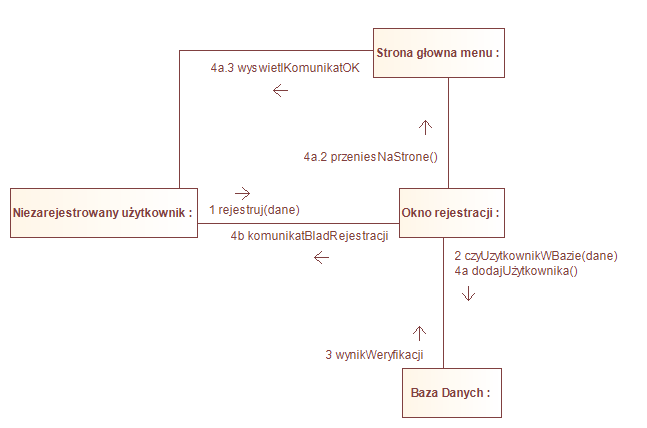 Strona głowna menu :
4a.3 wyswietlKomunikatOK
4a.2 przeniesNaStrone()
Niezarejestrowany użytkownik :
1 rejestruj(dane)
Okno rejestracji :
4b komunikatBladRejestracji
2 czyUzytkownikWBazie(dane)
4a dodajUżytkownika()
3 wynikWeryfikacji
Baza Danych :